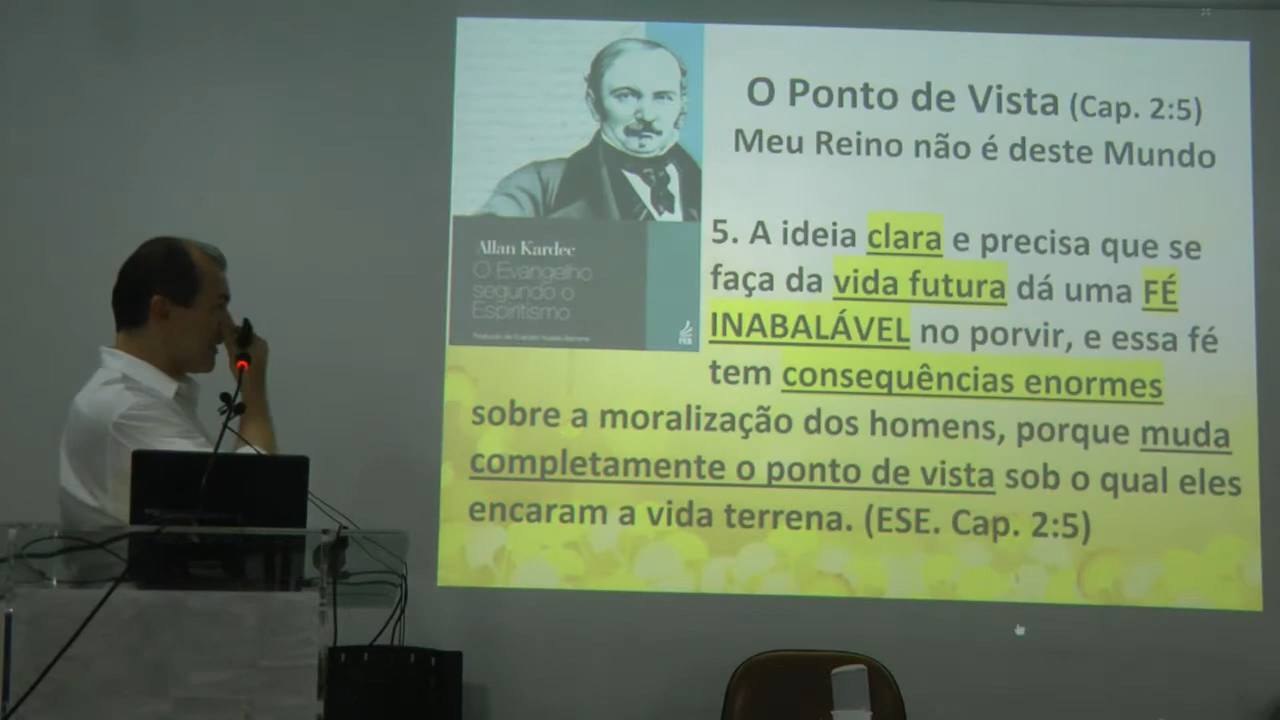 O Ponto de Vista (Cap. 2:5)
Meu Reino não é deste Mundo
Allan Kardec
O Evangelho
segundo o
Espiritismo
FEB
5. A ideia clara e precisa que se
faça da vida futura dá uma FÉ
INABALÁVEL no porvir, e essa fé
tem consequências enormes
sobre a moralização dos homens, porque muda
completamente o ponto de vista sob o qual eles
encaram a vida terrena. (ESE. Cap. 2:5)